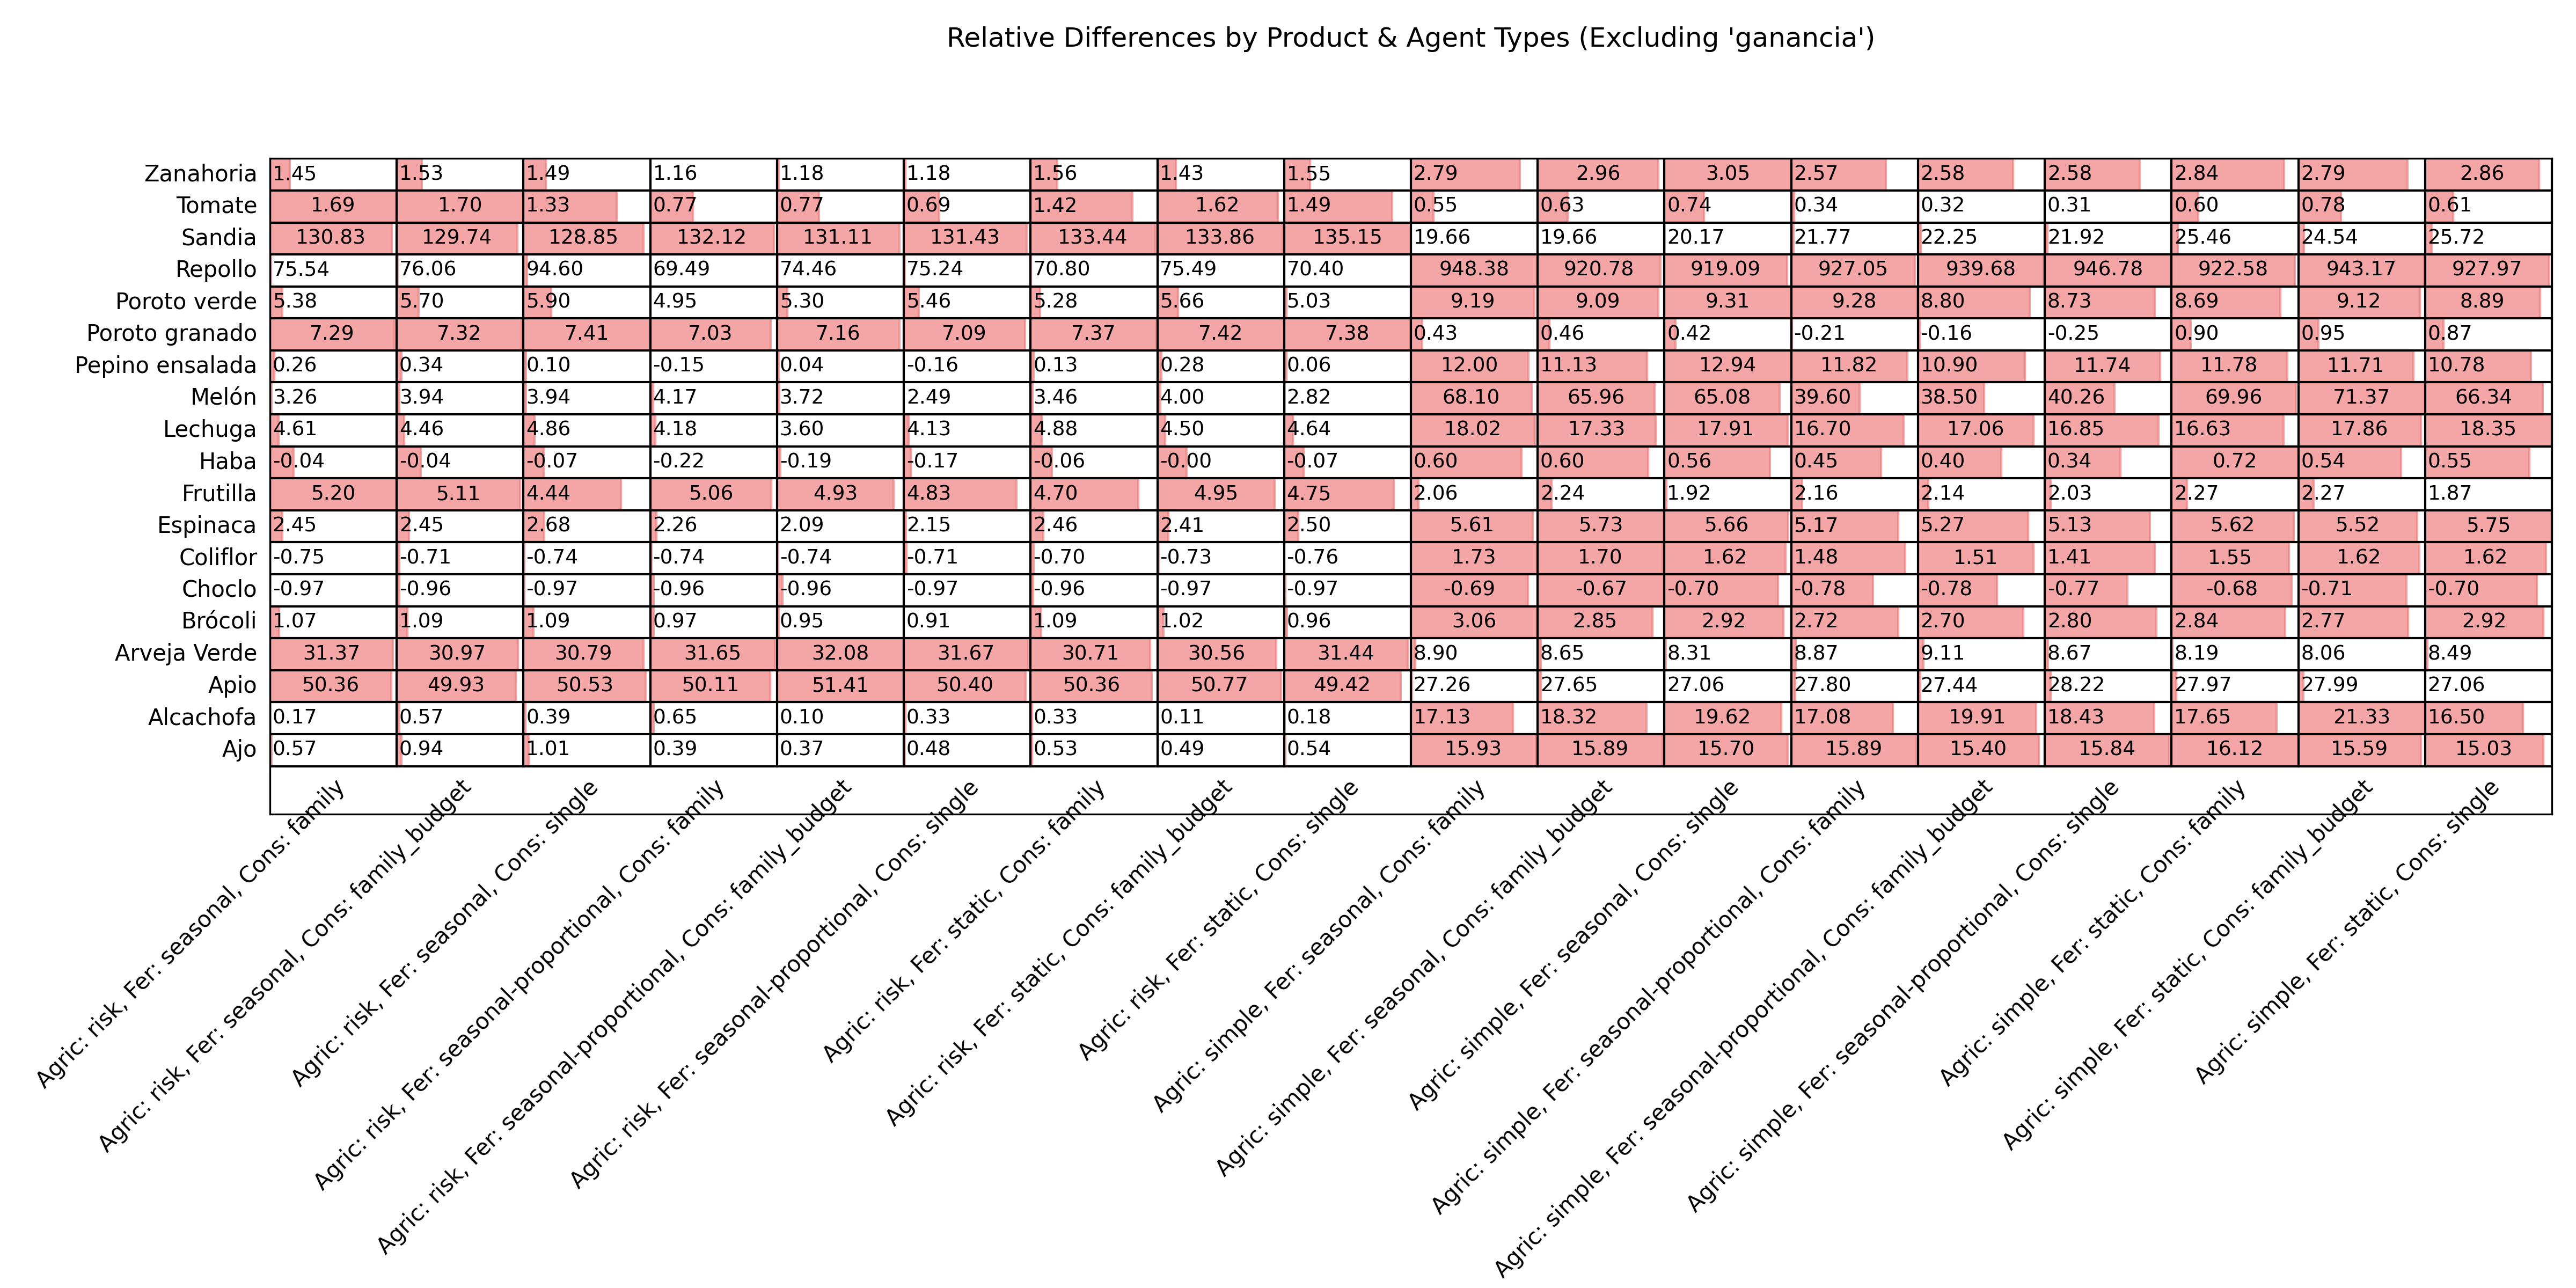 Relative Differences by Product & Agent Types (Excluding 'ganancia')
Zanahoria 1.45 1.53 1.49 1.16 1.18 1.18 1.56 1.43 1.55 2.79 2.96 3.05 2.57 2.58 2.58 2.84 2.79 2.86
Tomate 1.69 1.70 1.33 0.77 0.77 0.69 1.42 1.62 1.49 0.55 0.63 0.74 0.34 0.32 0.31 0.60 0.78 0.61
Sandia 130.83 129.74 128.85 132.12 131.11 131.43 133.44 133.86 135.15 19.66 19.66 20.17 21.77 22.25 21.92 25.46 24.54 25.72
Repollo 75.54 76.06 94.60 69.49 74.46 75.24 70.80 75.49 70.40 948.38 920.78 919.09 927.05 939.68 946.78 922.58 943.17 927.97
Poroto verde 5.38 5.70 5.90 4.95 5.30 5.46 5.28 5.66 5.03 9.19 9.09 9.31 9.28 8.80 8.73 8.69 9.12 8.89
Poroto granado 7.29 7.32 7.41 7.03 7.16 7.09 7.37 7.42 7.38 0.43 0.46 0.42 -0.21 -0.16 -0.25 0.90 0.95 0.87
Pepino ensalada 0.26 0.34 0.10 -0.15 0.04 -0.16 0.13 0.28 0.06 12.00 11.13 12.94 11.82 10.90 11.74 11.78 11.71 10.78
Melón 3.26 3.94 3.94 4.17 3.72 2.49 3.46 4.00 2.82 68.10 65.96 65.08 39.60 38.50 40.26 69.96 71.37 66.34
Lechuga 4.61 4.46 4.86 4.18 3.60 4.13 4.88 4.50 4.64 18.02 17.33 17.91 16.70 17.06 16.85 16.63 17.86 18.35
Haba -0.04 -0.04 -0.07 -0.22 -0.19 -0.17 -0.06 -0.00 -0.07 0.60 0.60 0.56 0.45 0.40 0.34 0.72 0.54 0.55
Frutilla 5.20 5.11 4.44 5.06 4.93 4.83 4.70 4.95 4.75 2.06 2.24 1.92 2.16 2.14 2.03 2.27 2.27 1.87
Espinaca 2.45 2.45 2.68 2.26 2.09 2.15 2.46 2.41 2.50 5.61 5.73 5.66 5.17 5.27 5.13 5.62 5.52 5.75
Coliflor -0.75 -0.71 -0.74 -0.74 -0.74 -0.71 -0.70 -0.73 -0.76 1.73 1.70 1.62 1.48 1.51 1.41 1.55 1.62 1.62
Choclo -0.97 -0.96 -0.97 -0.96 -0.96 -0.97 -0.96 -0.97 -0.97 -0.69 -0.67 -0.70 -0.78 -0.78 -0.77 -0.68 -0.71 -0.70
Brócoli 1.07 1.09 1.09 0.97 0.95 0.91 1.09 1.02 0.96 3.06 2.85 2.92 2.72 2.70 2.80 2.84 2.77 2.92
Arveja Verde 31.37 30.97 30.79 31.65 32.08 31.67 30.71 30.56 31.44 8.90 8.65 8.31 8.87 9.11 8.67 8.19 8.06 8.49
Apio 50.36 49.93 50.53 50.11 51.41 50.40 50.36 50.77 49.42 27.26 27.65 27.06 27.80 27.44 28.22 27.97 27.99 27.06
Alcachofa 0.17 0.57 0.39 0.65 0.10 0.33 0.33 0.11 0.18 17.13 18.32 19.62 17.08 19.91 18.43 17.65 21.33 16.50
Ajo 0.57 0.94 1.01 0.39 0.37 0.48 0.53 0.49 0.54 15.93 15.89 15.70 15.89 15.40 15.84 16.12 15.59 15.03
Agric: risk, Fer: seasonal, Cons: family
Agric: risk, Fer: seasonal, Cons: family_budget
Agric: risk, Fer: seasonal, Cons: single
Agric: risk, Fer: seasonal-proportional, Cons: family
Agric: risk, Fer: seasonal-proportional, Cons: family_budget
Agric: risk, Fer: seasonal-proportional, Cons: single
Agric: risk, Fer: static, Cons: family
Agric: risk, Fer: static, Cons: family_budget
Agric: risk, Fer: static, Cons: single
Agric: simple, Fer: seasonal, Cons: family
Agric: simple, Fer: seasonal, Cons: family_budget
Agric: simple, Fer: seasonal, Cons: single
Agric: simple, Fer: seasonal-proportional, Cons: family
Agric: simple, Fer: seasonal-proportional, Cons: family_budget
Agric: simple, Fer: seasonal-proportional, Cons: single
Agric: simple, Fer: static, Cons: family
Agric: simple, Fer: static, Cons: family_budget
Agric: simple, Fer: static, Cons: single